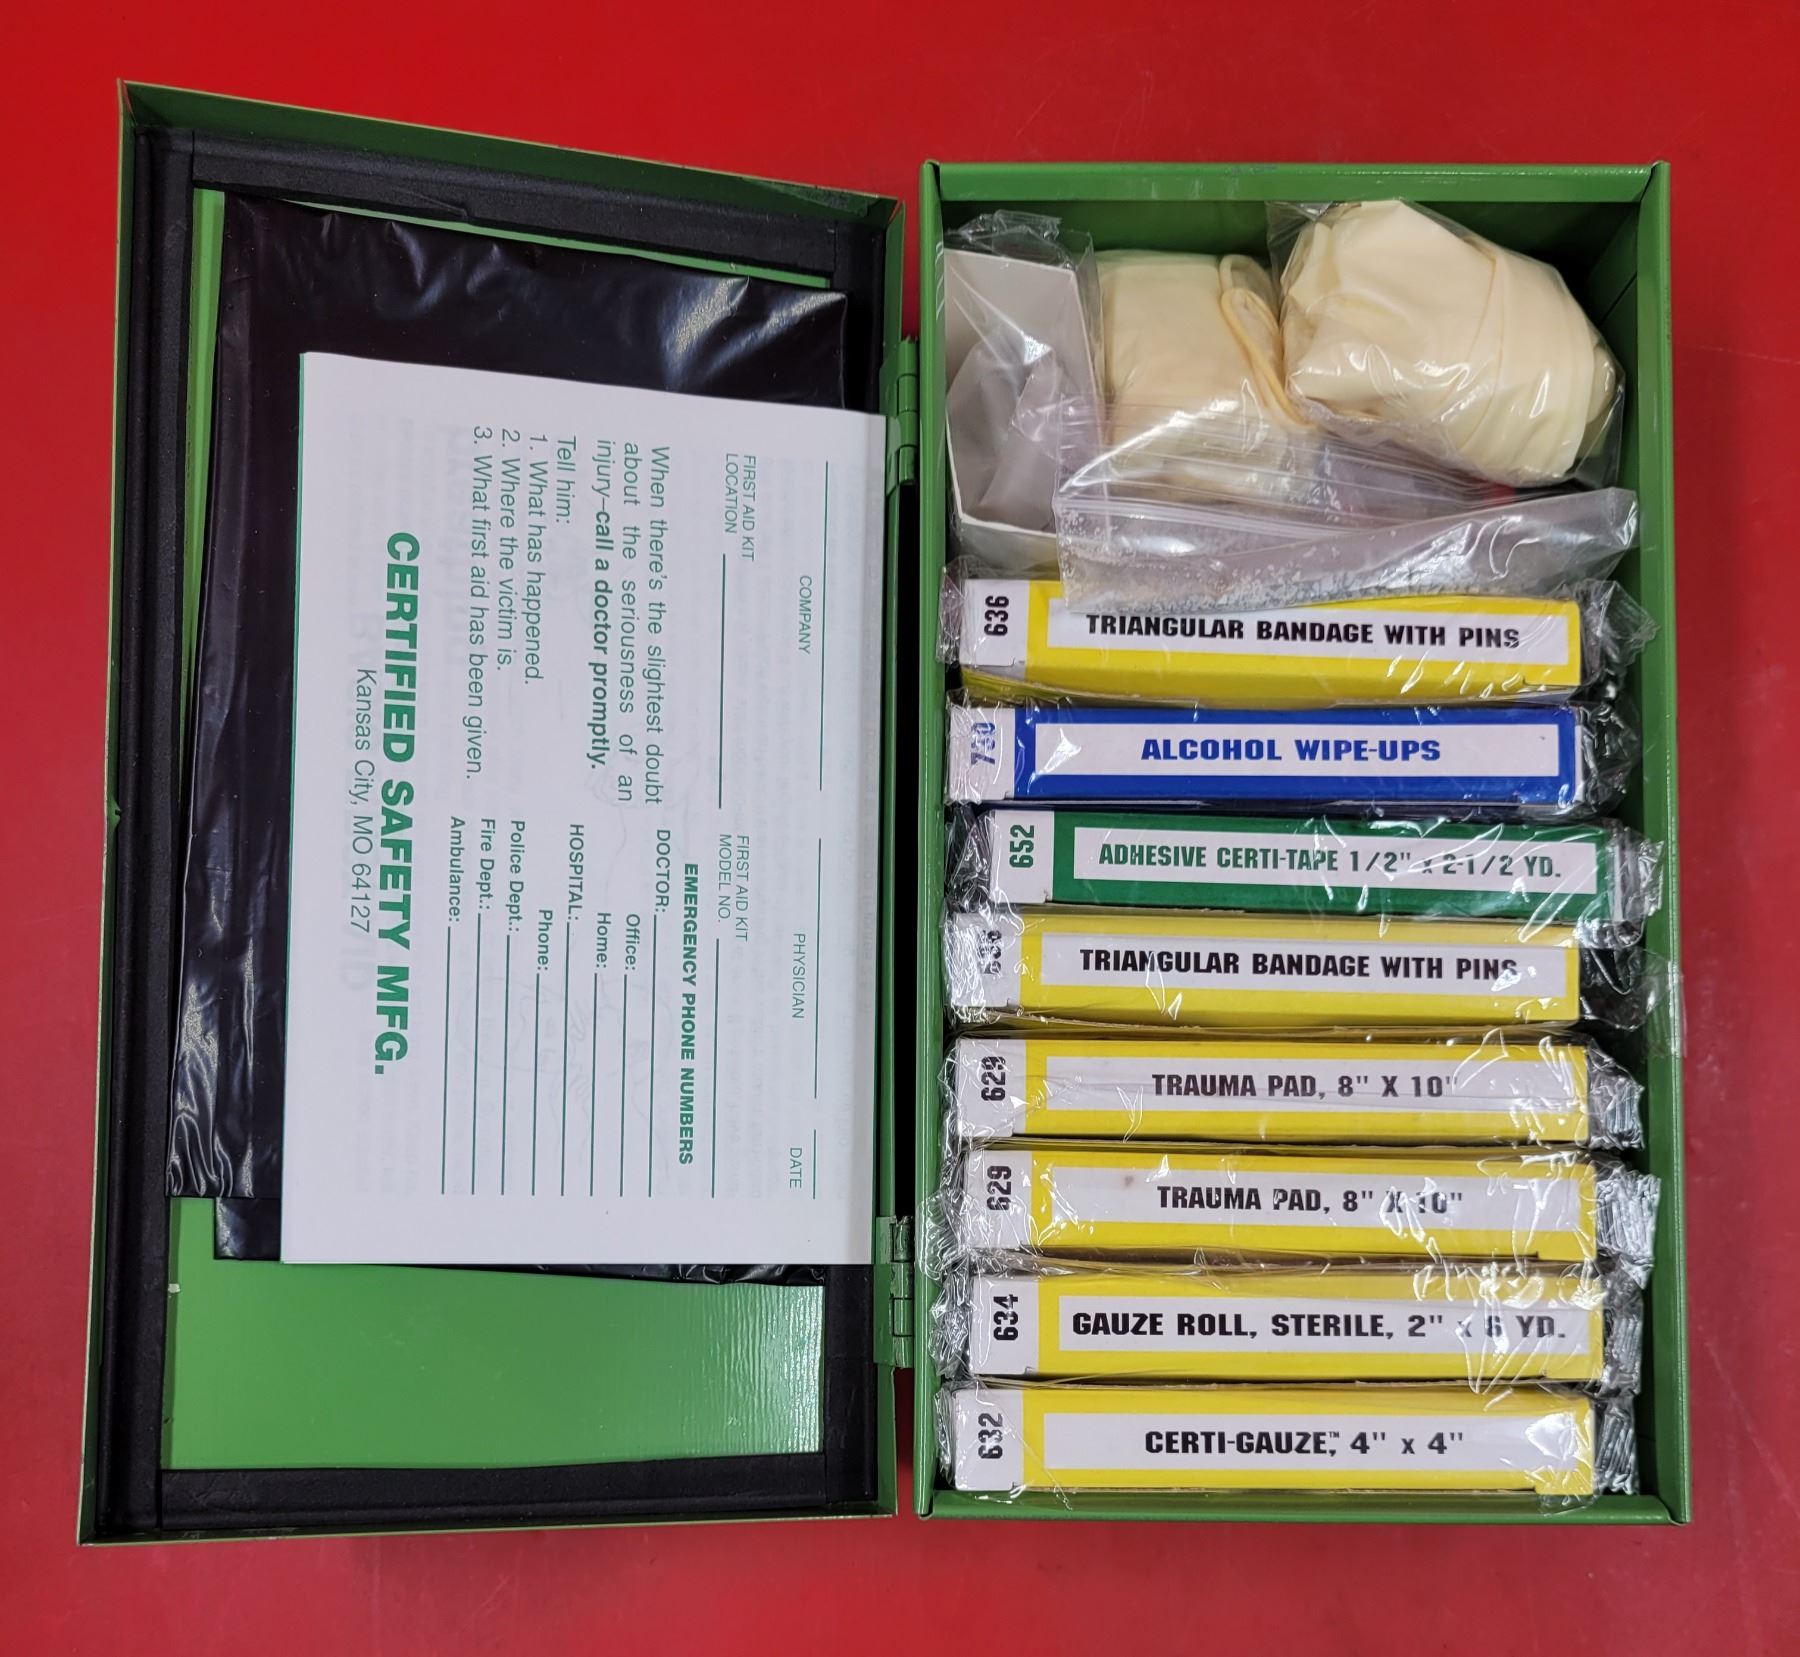 COMPANY
PHYSICIAN
DATE
FIRST AID KIT
LOCATION
FIRST AID KIT
MODEL NO.
When there's the slightest doubt
about the seriousness of an
injury–call a doctor promptly.
Tell him:
1. What has happened.
2. Where the victim is.
3. What first aid has been given.
EMERGENCY PHONE NUMBERS
DOCTOR:
Office:
Home:
HOSPITAL:
Phone:
Police Dept.:
Fire Dept.:
Ambulance:
CERTIFIED SAFETY MFG.
Kansas City, MO 64127
636 TRIANGULAR BANDAGE WITH PINS
ALCOHOL WIPE-UPS
652 ADHESIVE CERTI-TAPE 1/2" x 2-1/2 YD.
TRIANGULAR BANDAGE WITH PINS
629 TRAUMA PAD, 8" X 10"
629 TRAUMA PAD, 8" X 10"
634 GAUZE ROLL, STERILE, 2" x 6 YD.
632 CERTI-GAUZE,™ 4" x 4"